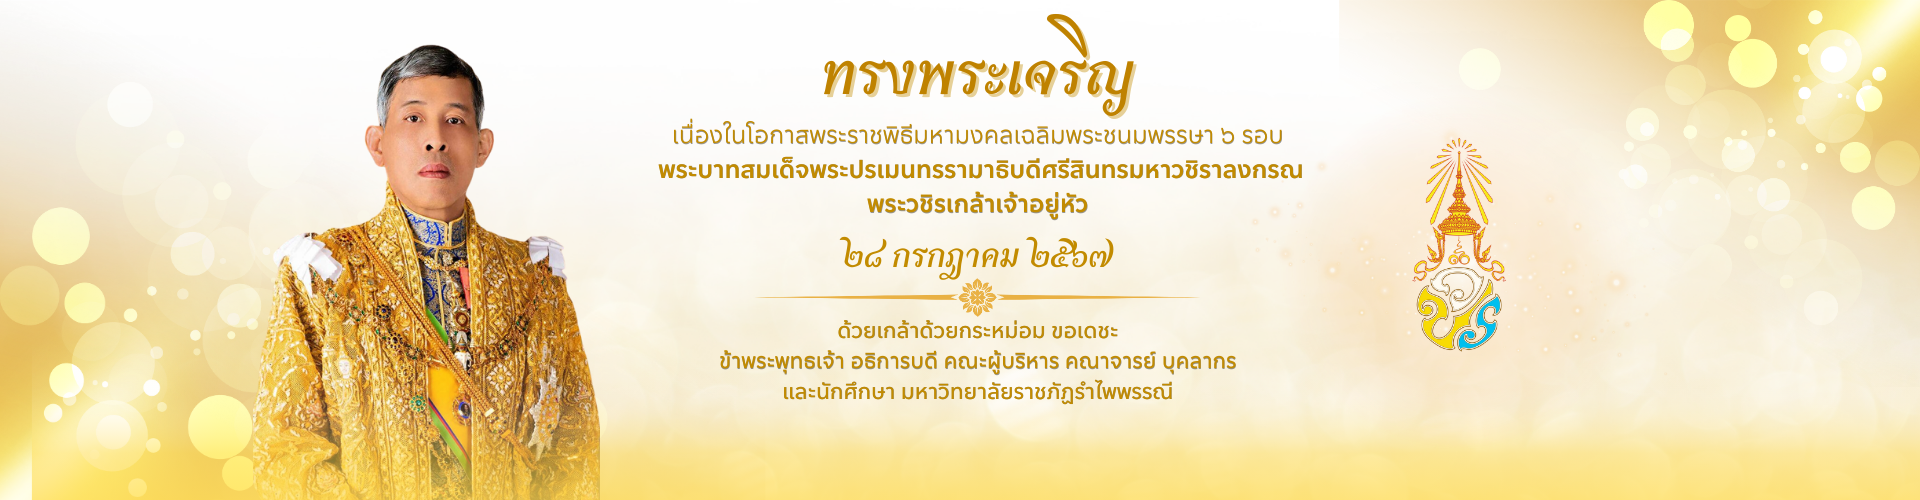 ทรงพระเจริญ
เนื่องในโอกาสพระราชพิธีมหามงคลเฉลิมพระชนมพรรษา ๖ รอบ
พระบาทสมเด็จพระปรเมนทรรามาธิบดีศรีสินทรมหาวชิราลงกรณ
พระวชิรเกล้าเจ้าอยู่หัว
๒๘ กรกฎาคม ๒๕๖๗
ด้วยเกล้าด้วยกระหม่อม ขอเดชะ
ข้าพระพุทธเจ้า อธิการบดี คณะผู้บริหาร คณาจารย์ บุคลากร
และนักศึกษา มหาวิทยาลัยราชภัฏรำไพพรรณี